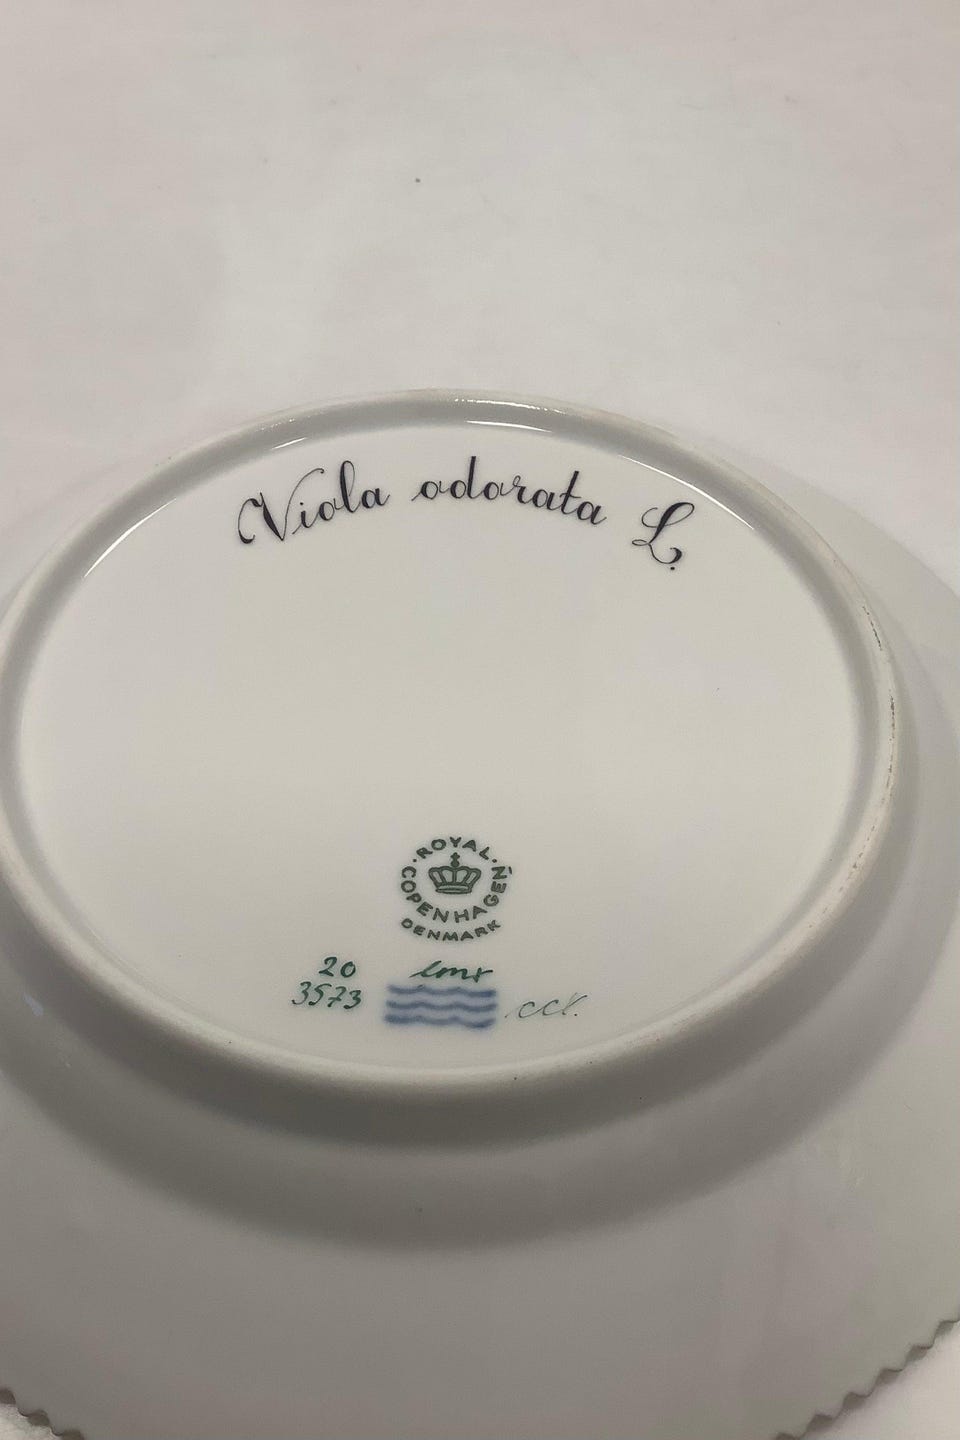 Viola odorata L.
ROYAL
COPENHAGEN
DENMARK
20
3573